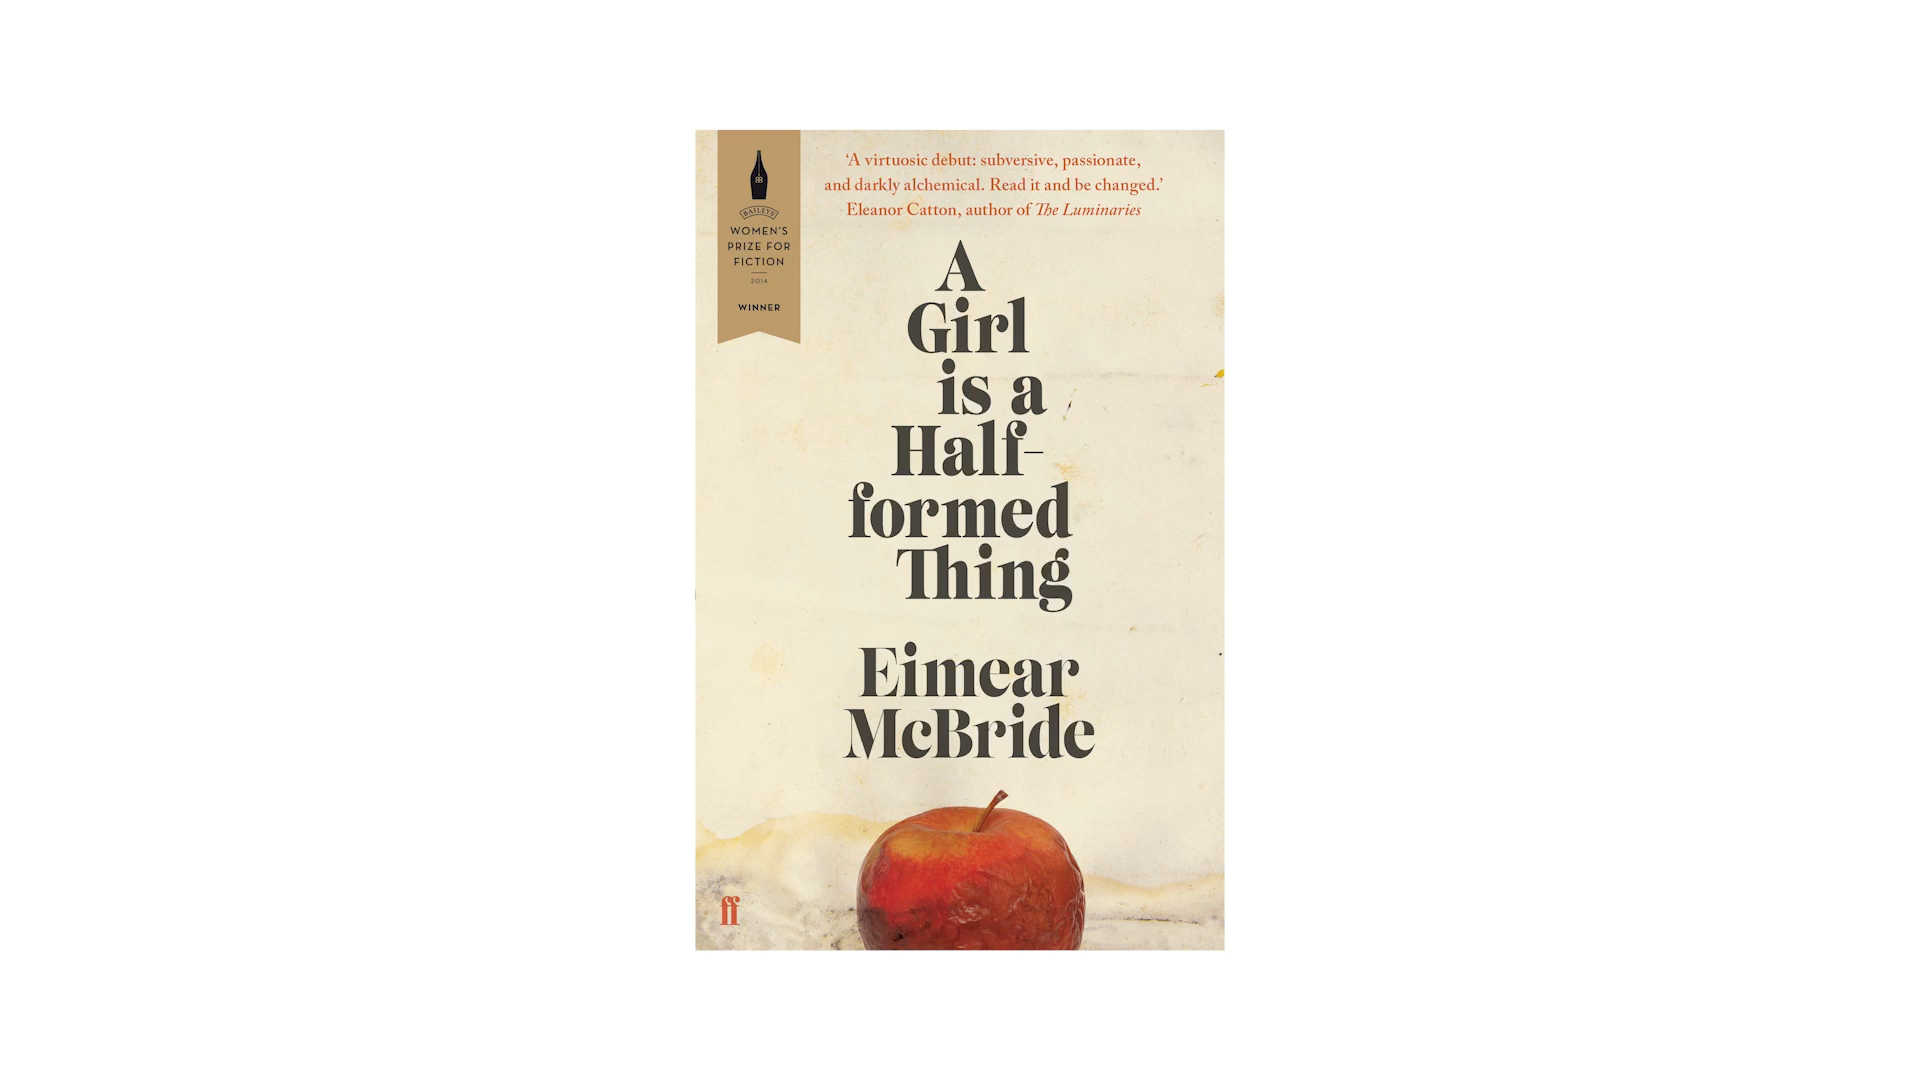 ‘A virtuosic debut: subversive, passionate,
and darkly alchemical. Read it and be changed.’
Eleanor Catton, author of The Luminaries
BAILEYS
WOMEN'S
PRIZE FOR
FICTION
2014
WINNER
A
Girl
is a
Half-
formed
Thing
Eimear
McBride
ff